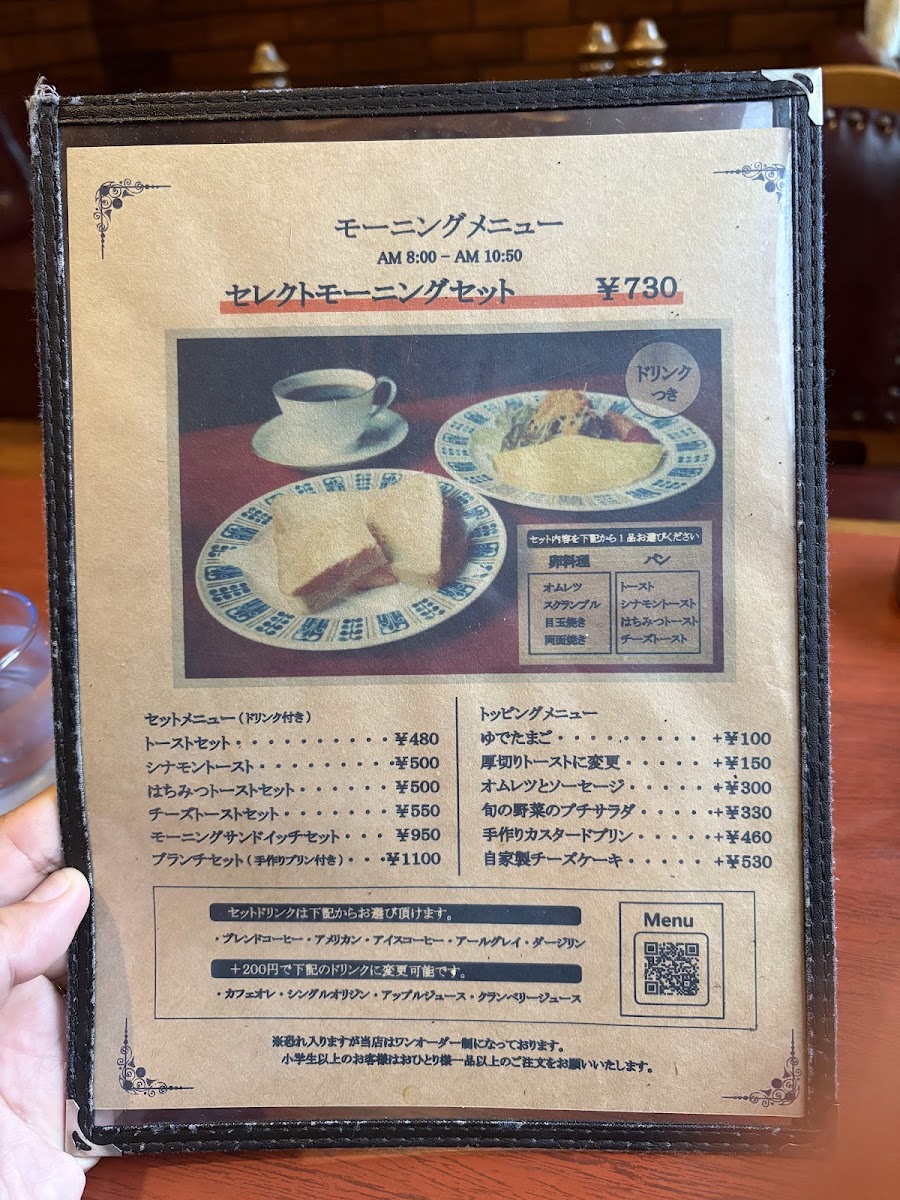 モーニングメニュー
AM 8:00 − AM 10:50
セレクトモーニングセット ¥730
ドリンク
つき
セット内容を下記から1品お選びください
卵料理 パン
オムレツ トースト
スクランブル シナモントースト
目玉焼き はちみつトースト
両面焼き チーズトースト
セットメニュー(ドリンク付き)
トーストセット・・・・・・・・・・¥480
シナモントースト・・・・・・・・・¥500
はちみつトーストセット・・・・・¥500
チーズトーストセット・・・・・・¥550
モーニングサンドイッチセット・・・¥950
ブランチセット(手作りプリン付き)・・・¥1100
トッピングメニュー
ゆでたまご・・・・・・・・・・+¥100
厚切りトーストに変更・・・・・+¥150
オムレツとソーセージ・・・・・+¥300
旬の野菜のプチサラダ・・・・・+¥330
手作りカスタードプリン・・・・・+¥460
自家製チーズケーキ・・・・・・+¥530
セットドリンクは下記からお選び頂けます。
・ブレンドコーヒー・アメリカン・アイスコーヒー・アールグレイ・ダージリン
+200円で下記のドリンクに変更可能です。
・カフェオレ・シングルオリジン・アップルジュース・クランベリージュース
Menu
※恐れ入りますが当店はワンオーダー制になっております。
小学生以上のお客様はおひとり様一品以上のご注文をお願いいたします。